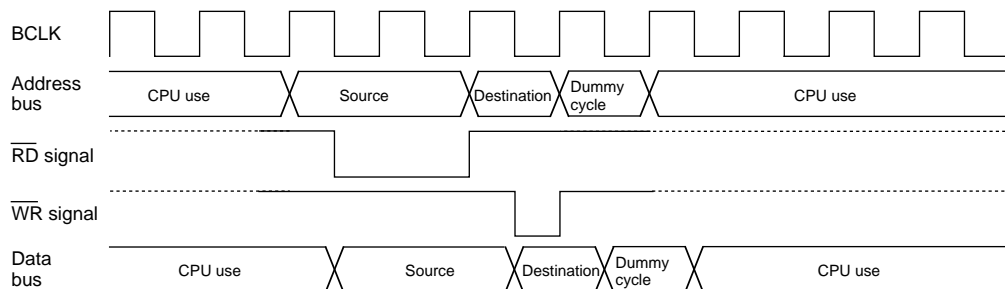 BCLK
Address
bus
CPU use
Source
Destination
Dummy
cycle
CPU use
RD signal
WR signal
Data
bus
CPU use
Source
Destination
Dummy
cycle
CPU use